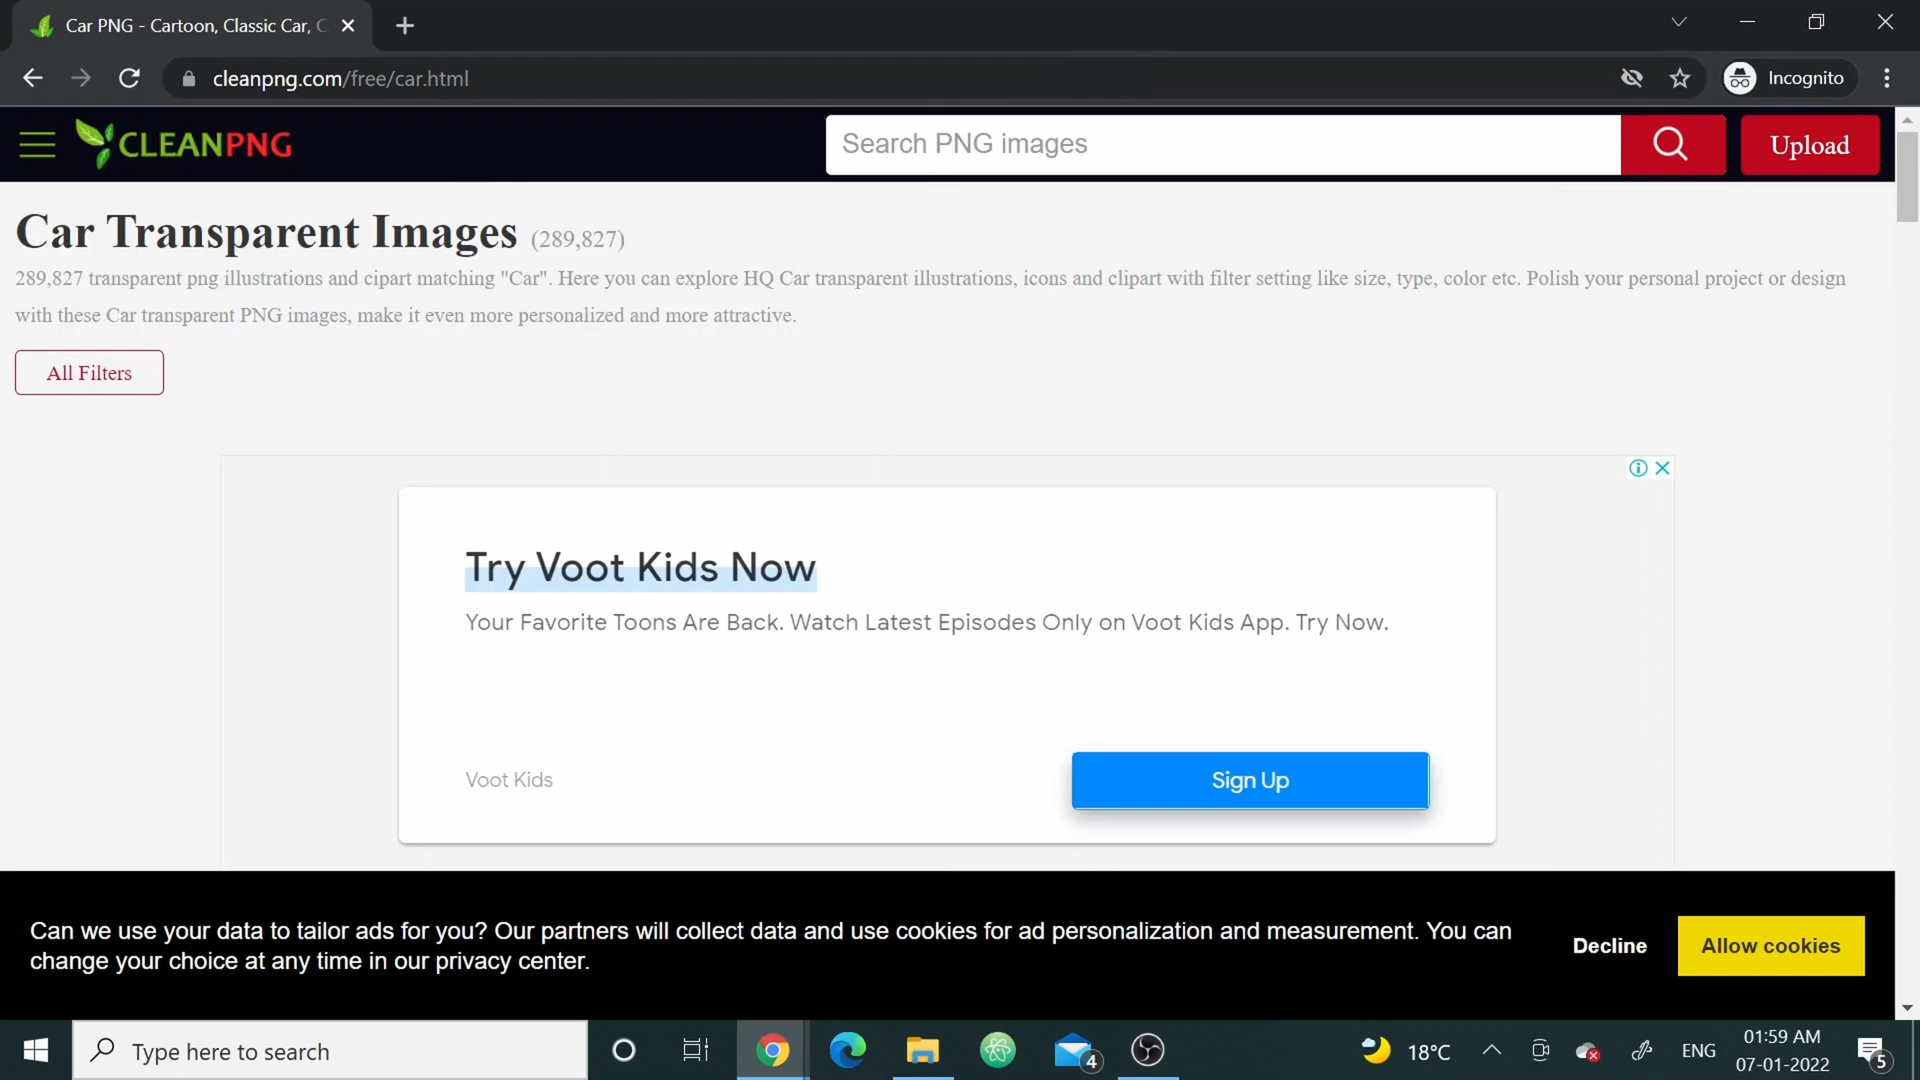 Car PNG - Cartoon, Classic Car, C
cleanpng.com/free/car.html
Incognito
CLEANPNG
Search PNG images
Upload
Car Transparent Images (289,827)
289,827 transparent png illustrations and cipart matching "Car". Here you can explore HQ Car transparent illustrations, icons and clipart with filter setting like size, type, color etc. Polish your personal project or design
with these Car transparent PNG images, make it even more personalized and more attractive.
All Filters
Try Voot Kids Now
Your Favorite Toons Are Back. Watch Latest Episodes Only on Voot Kids App. Try Now.
Voot Kids
Sign Up
Can we use your data to tailor ads for you? Our partners will collect data and use cookies for ad personalization and measurement. You can
change your choice at any time in our privacy center.
Decline
Allow cookies
Type here to search
4
18°C
ENG
01:59 AM
07-01-2022
5